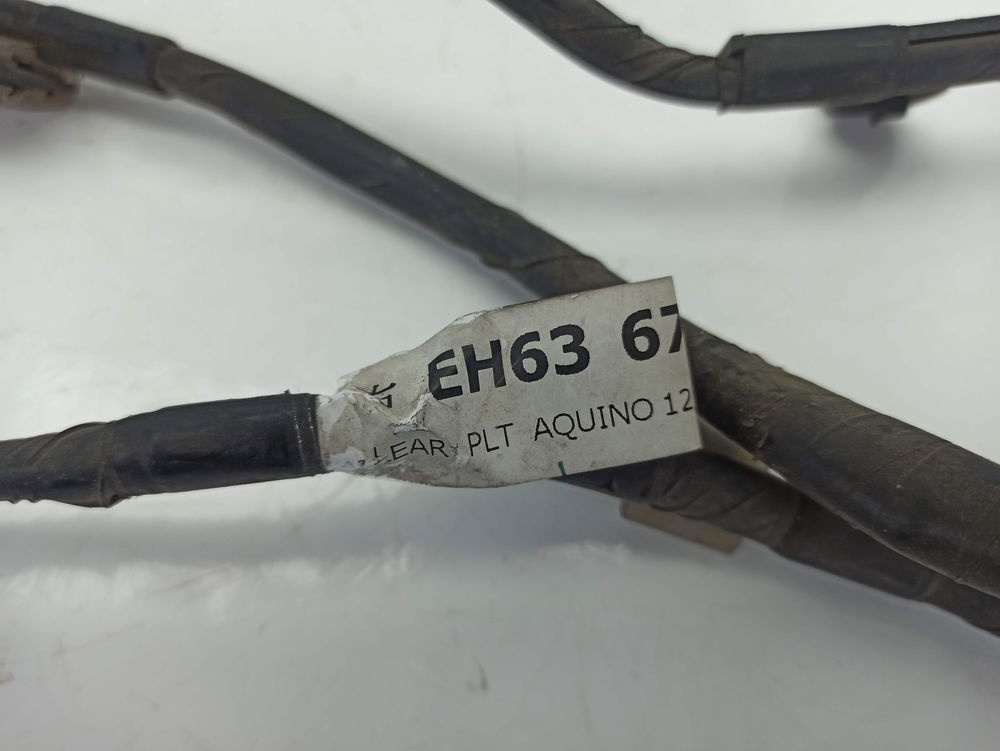 EH63 67
LEAR PLT AQUINO 12